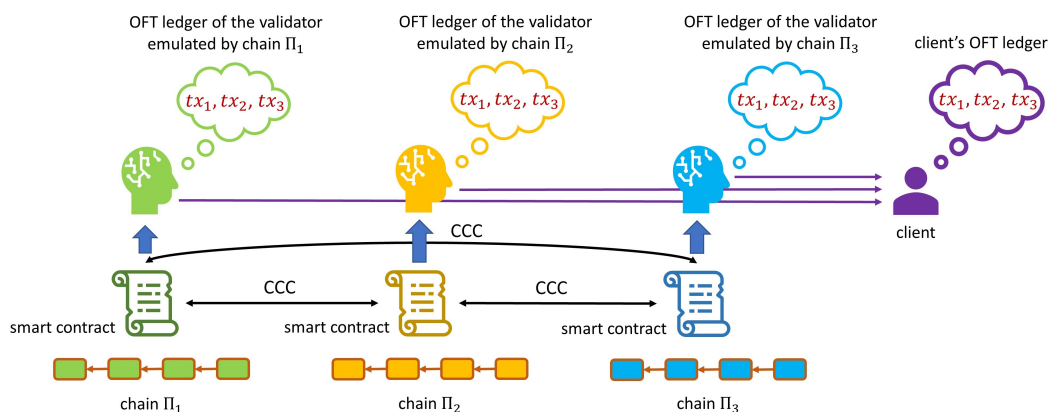 OFT ledger of the validator
emulated by chain Π₁
OFT ledger of the validator
emulated by chain Π₂
OFT ledger of the validator
emulated by chain Π₃
client's OFT ledger
tx₁, tx₂, tx₃
tx₁, tx₂, tx₃
tx₁, tx₂, tx₃
tx₁, tx₂, tx₃
client
CCC
CCC
CCC
smart contract
smart contract
smart contract
chain Π₁
chain Π₂
chain Π₃